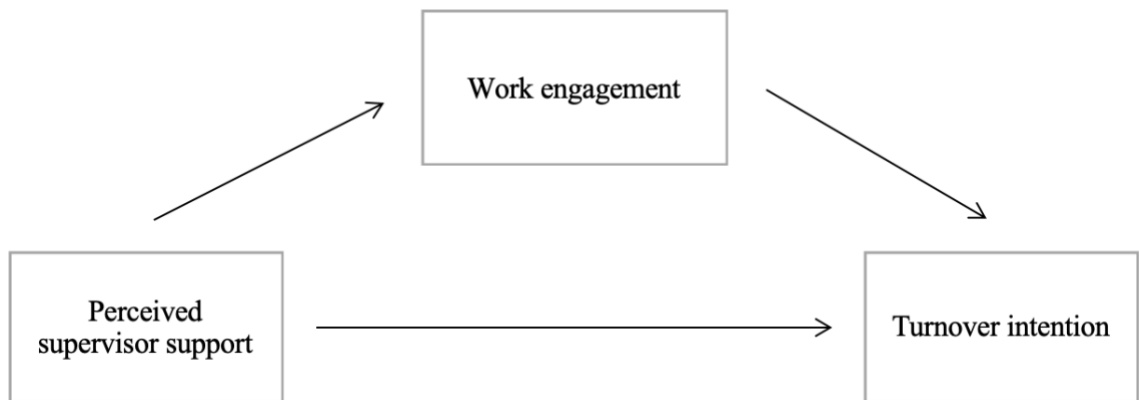 Work engagement
Perceived
supervisor support
Turnover intention